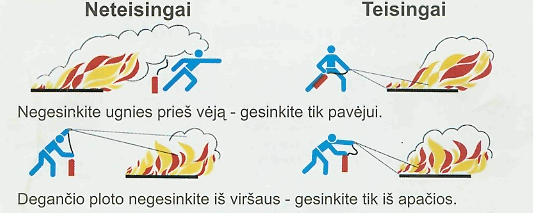 Neteisingai Teisingai
Negesinkite ugnies prieš vėją - gesinkite tik pavėjui.
Degančio ploto negesinkite iš viršaus - gesinkite tik iš apačios.